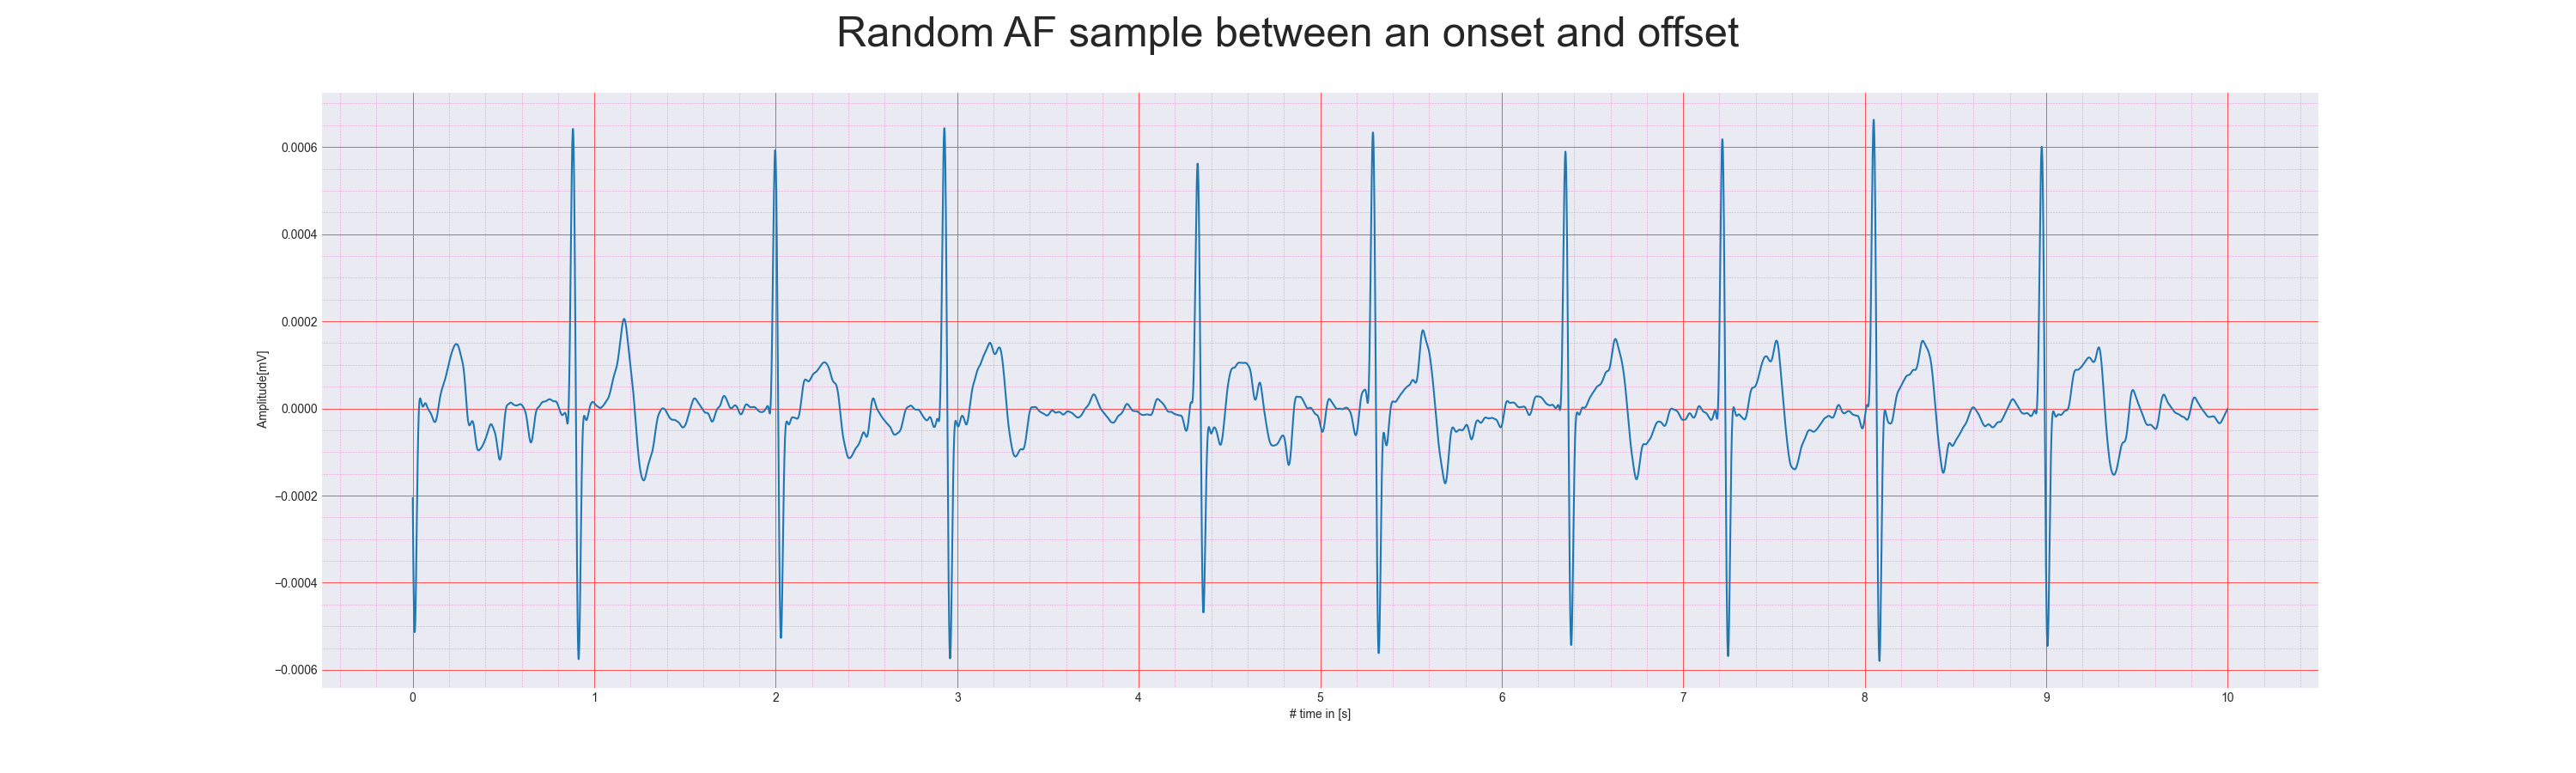 Random AF sample between an onset and offset
Amplitude[mV]
0.0006
0.0004
0.0002
0.0000
−0.0002
−0.0004
−0.0006
0 1 2 3 4 5 6 7 8 9 10
# time in [s]